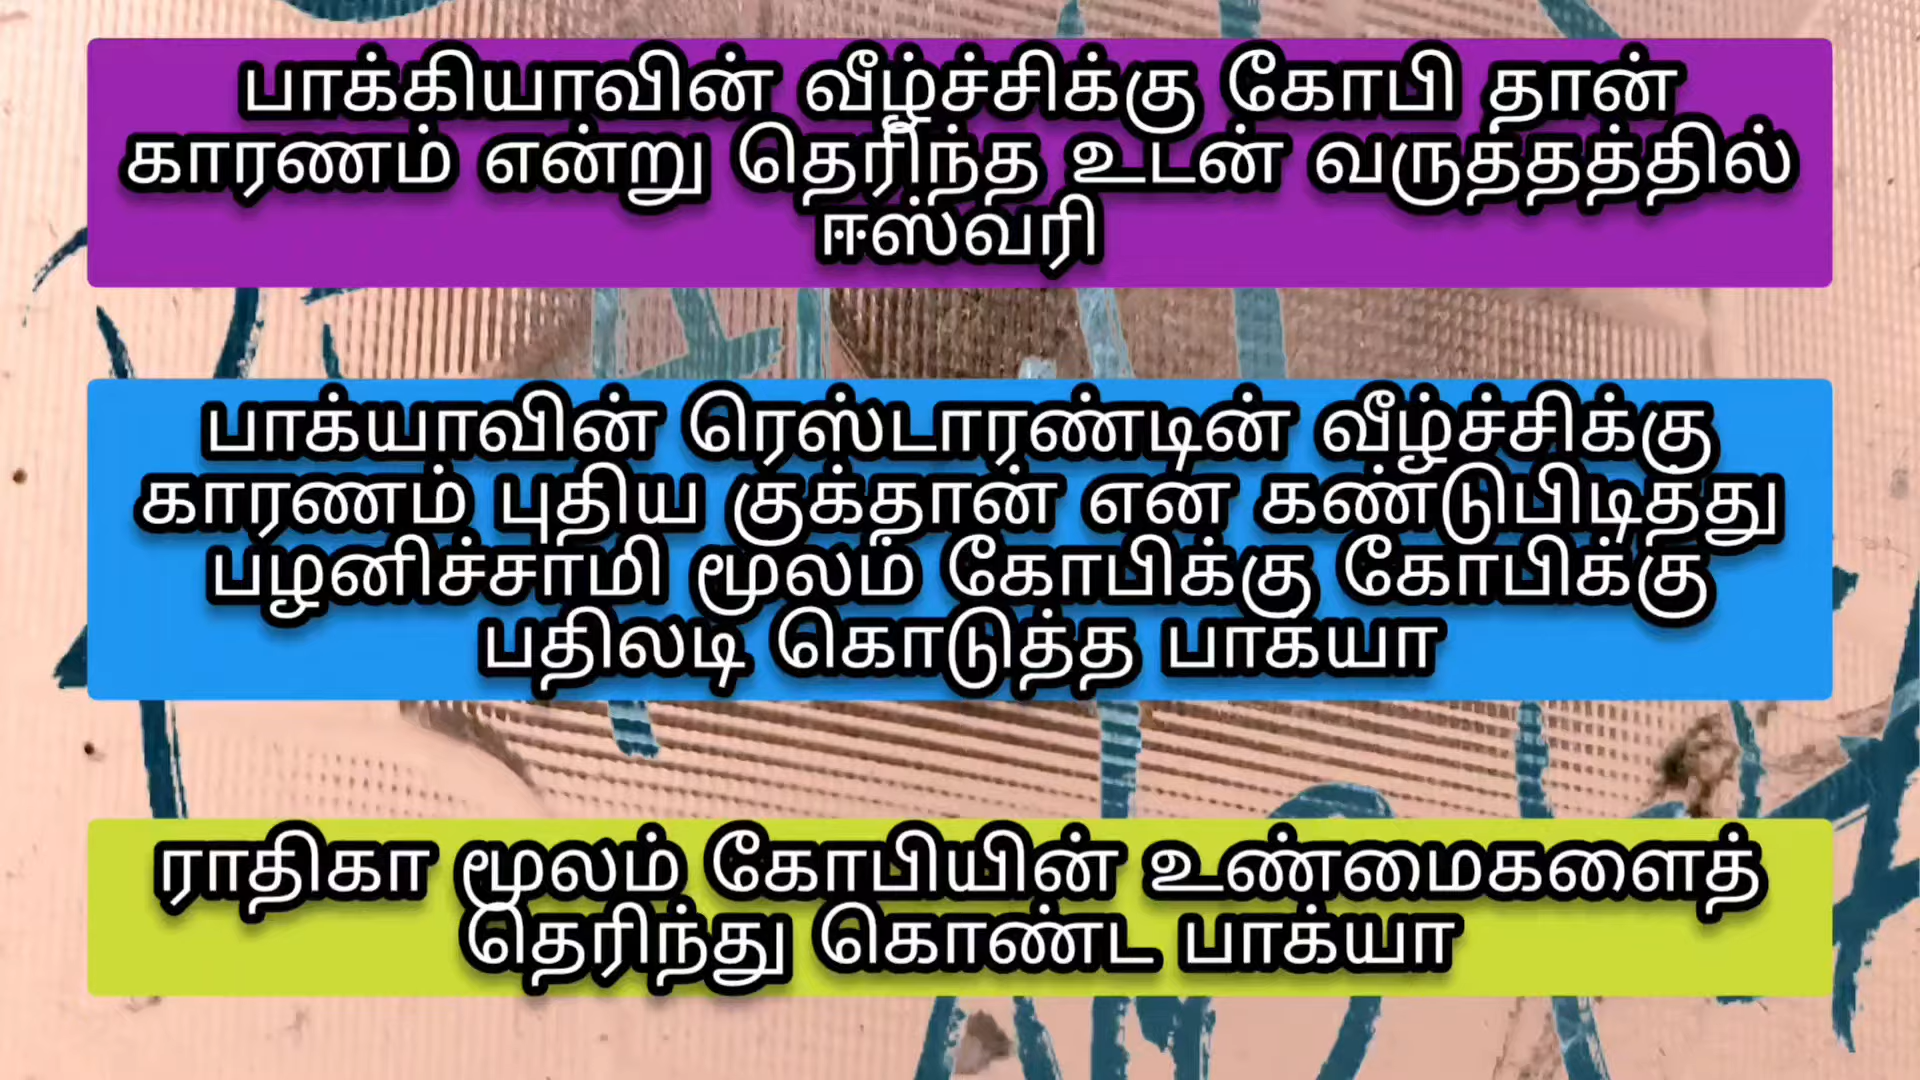 பாக்கியாவின் வீழ்ச்சிக்கு கோபி தான்
காரணம் என்று தெரிந்த உடன் வருத்தத்தில்
ஈஸ்வரி
பாக்யாவின் ரெஸ்டாரண்டின் வீழ்ச்சிக்கு
காரணம் புதிய குக்தான் என கண்டுபிடித்து
பழனிச்சாமி மூலம் கோபிக்கு கோபிக்கு
பதிலடி கொடுத்த பாக்யா
ராதிகா மூலம் கோபியின் உண்மைகளைத்
தெரிந்து கொண்ட பாக்யா